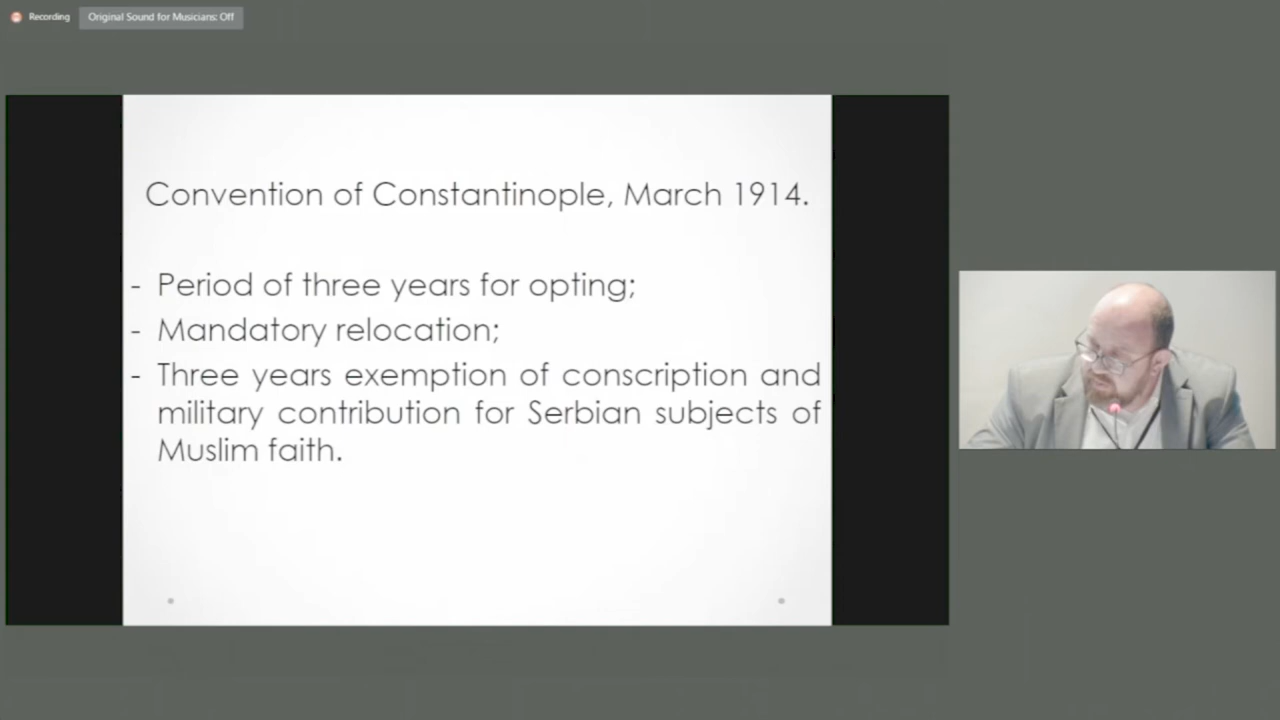 Recording
Original Sound for Musicians: Off
Convention of Constantinople, March 1914.
- Period of three years for opting;
- Mandatory relocation;
- Three years exemption of conscription and
military contribution for Serbian subjects of
Muslim faith.